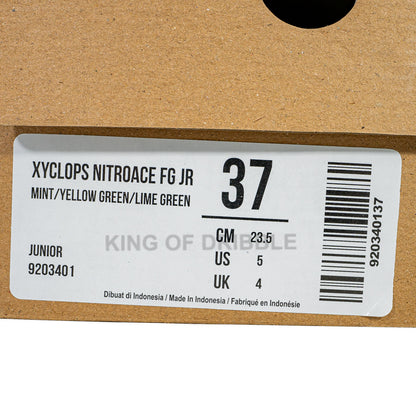 XYCLOPS NITROACE FG JR
MINT/YELLOW GREEN/LIME GREEN
JUNIOR
9203401
37
CM 23.5
US 5
UK 4
KING OF DRIBBLE
Dibuat di Indonesia / Made in Indonesia / Fabriqué en Indonésie
920340137